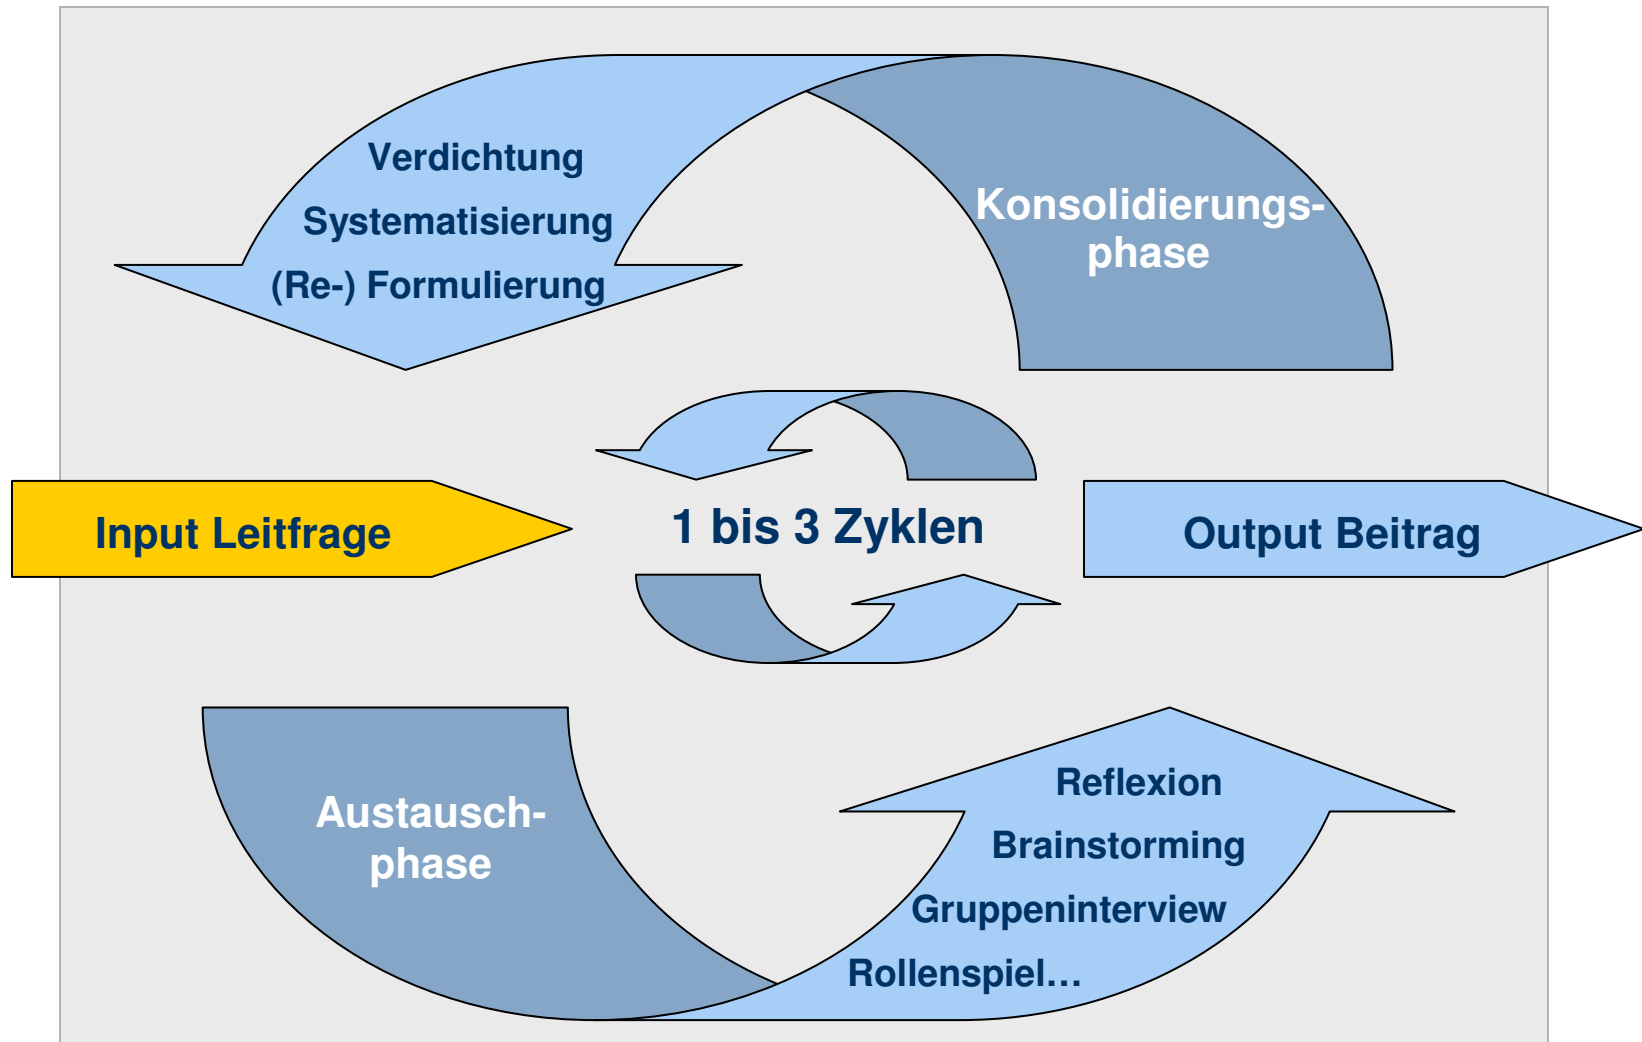 Verdichtung
Systematisierung
(Re-) Formulierung
Konsolidierungs-
phase
Input Leitfrage
1 bis 3 Zyklen
Output Beitrag
Austausch-
phase
Reflexion
Brainstorming
Gruppeninterview
Rollenspiel…